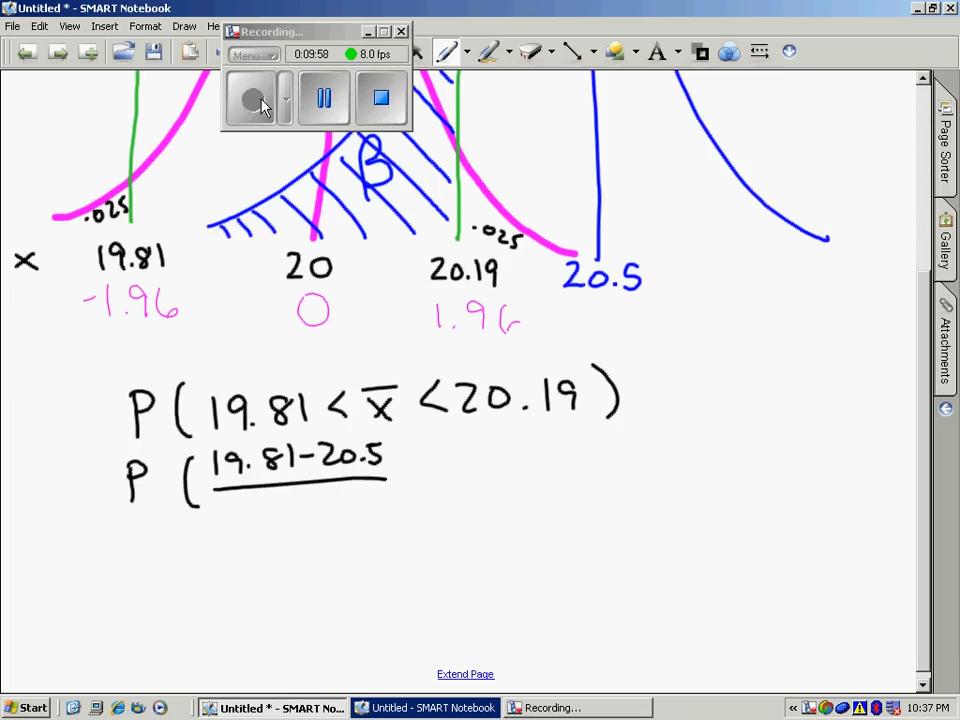 Untitled * - SMART Notebook
File Edit View Insert Format Draw
Recording...
Menu 0:09:58 8.0 fps
A
Page Sorter
Gallery
Attachments
β
.025
.025
x 19.81 20 20.19 20.5
-1.96 0 1.96
P ( 19.81 < x̅ < 20.19 )
P ( 19.81-20.5
Extend Page
Start Untitled * - SMART No... Untitled - SMART Notebook Recording... « 10:37 PM